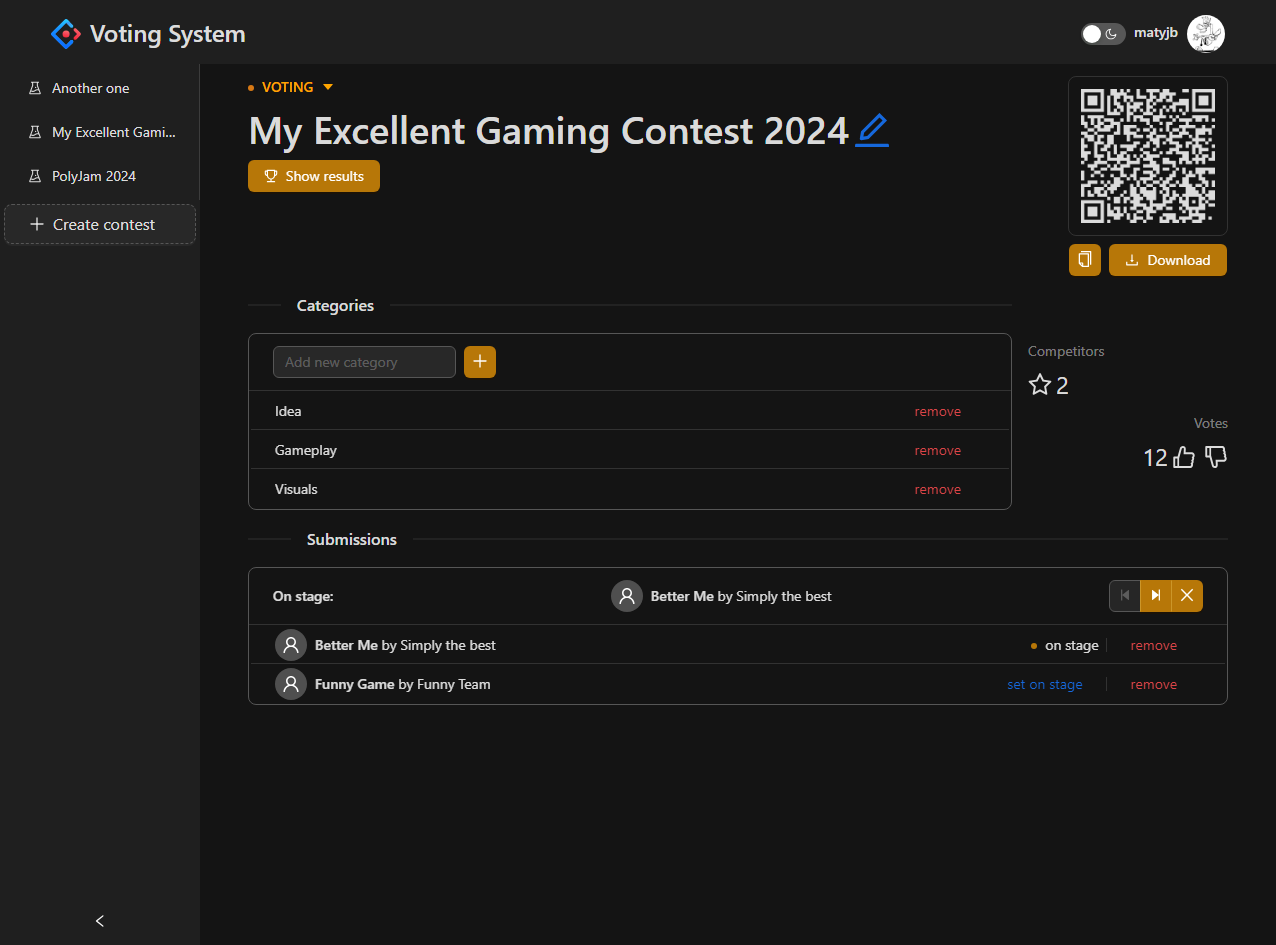 Voting System
matyjb
Another one
My Excellent Gami...
PolyJam 2024
Create contest
VOTING
My Excellent Gaming Contest 2024
Show results
Download
Categories
Add new category
Idea remove
Gameplay remove
Visuals remove
Competitors
2
Votes
12
Submissions
On stage: Better Me by Simply the best
Better Me by Simply the best on stage remove
Funny Game by Funny Team set on stage remove